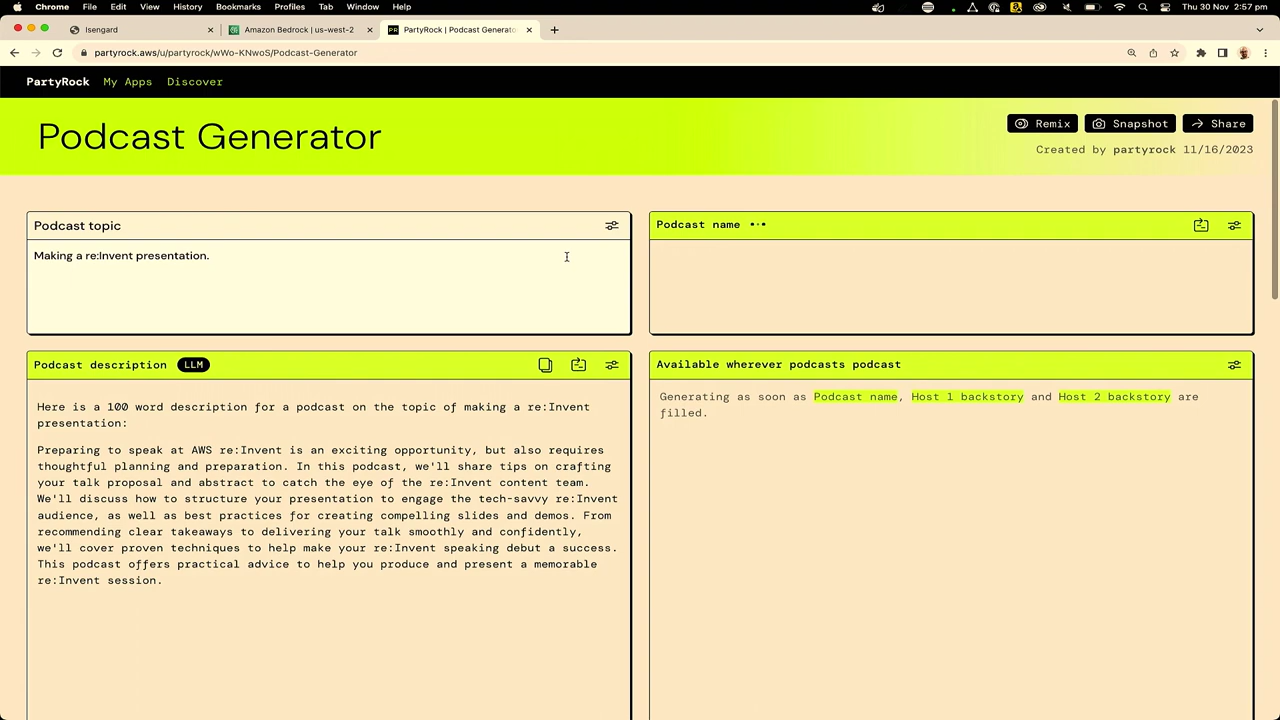 Chrome File Edit View History Bookmarks Profiles Tab Window Help
Thu 30 Nov 2:57 pm
Isengard
Amazon Bedrock | us-west-2
PartyRock | Podcast Generato
partyrock.aws/u/partyrock/wWo-KNwoS/Podcast-Generator
PartyRock My Apps Discover
Podcast Generator
Remix Snapshot Share
Created by partyrock 11/16/2023
Podcast topic
Making a re:Invent presentation.
Podcast name
Podcast description LLM
Here is a 100 word description for a podcast on the topic of making a re:Invent
presentation:
Preparing to speak at AWS re:Invent is an exciting opportunity, but also requires
thoughtful planning and preparation. In this podcast, we'll share tips on crafting
your talk proposal and abstract to catch the eye of the re:Invent content team.
We'll discuss how to structure your presentation to engage the tech-savvy re:Invent
audience, as well as best practices for creating compelling slides and demos. From
recommending clear takeaways to delivering your talk smoothly and confidently,
we'll cover proven techniques to help make your re:Invent speaking debut a success.
This podcast offers practical advice to help you produce and present a memorable
re:Invent session.
Available wherever podcasts podcast
Generating as soon as Podcast name, Host 1 backstory and Host 2 backstory are
filled.